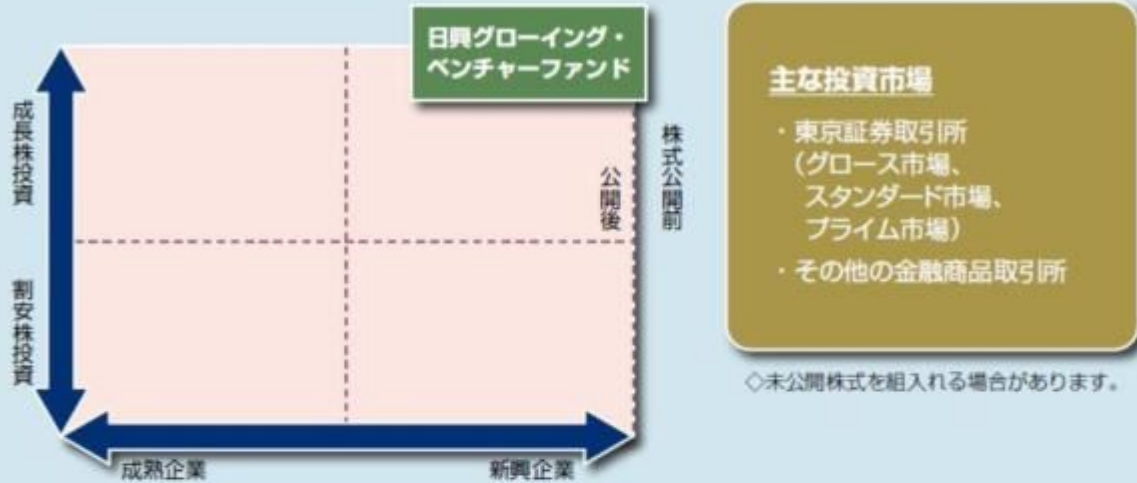 日興グローイング・
ベンチャーファンド
成長株投資
割安株投資
公開後
株式公開前
成熟企業
新興企業
主な投資市場
・東京証券取引所
(グロース市場、
スタンダード市場、
プライム市場)
・その他の金融商品取引所
◇未公開株式を組入れる場合があります。